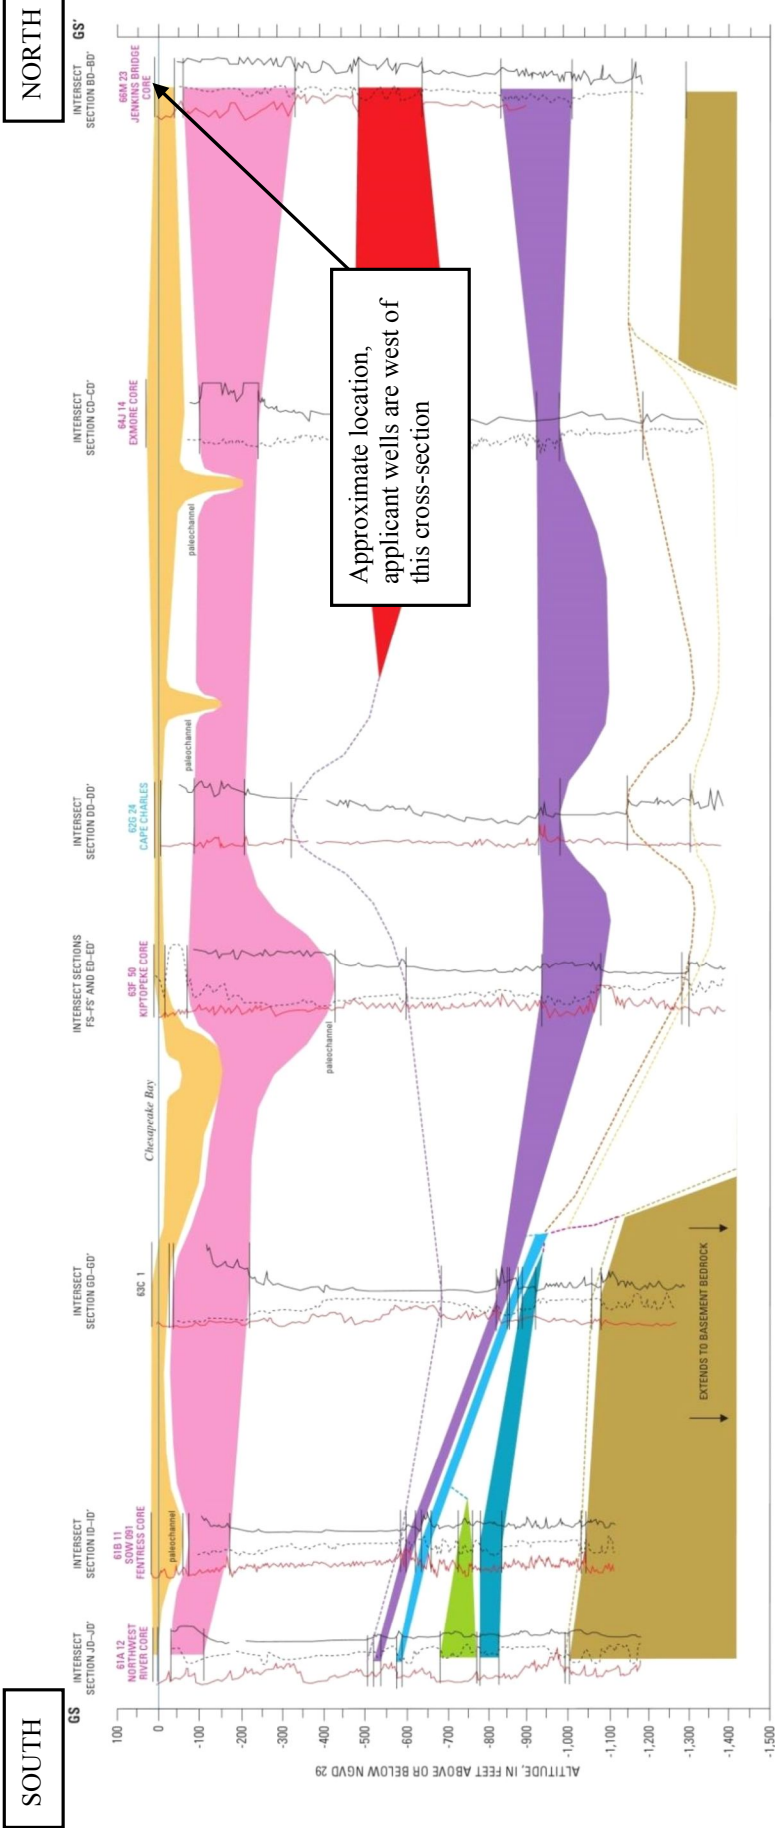 SOUTH
NORTH
GS
GS'
INTERSECT
SECTION JD–JD'
61A 12
NORTHWEST
RIVER CORE
INTERSECT
SECTION ID–ID'
61B 11
SOW 091
FENTRESS CORE
INTERSECT
SECTION GD–GD'
63C 1
INTERSECT SECTIONS
FS–FS' AND ED–ED'
63F 50
KIPTOPEKE CORE
INTERSECT
SECTION DD–DD'
62G 24
CAPE CHARLES
INTERSECT
SECTION CD–CD'
64J 14
EXMORE CORE
INTERSECT
SECTION BD–BD'
66M 23
JENKINS BRIDGE
CORE
Chesapeake Bay
paleochannel
paleochannel
paleochannel
paleochannel
Approximate location,
applicant wells are west of
this cross-section
EXTENDS TO BASEMENT BEDROCK
ALTITUDE, IN FEET ABOVE OR BELOW NGVD 29
100
0
-100
-200
-300
-400
-500
-600
-700
-800
-900
-1,000
-1,100
-1,200
-1,300
-1,400
-1,500